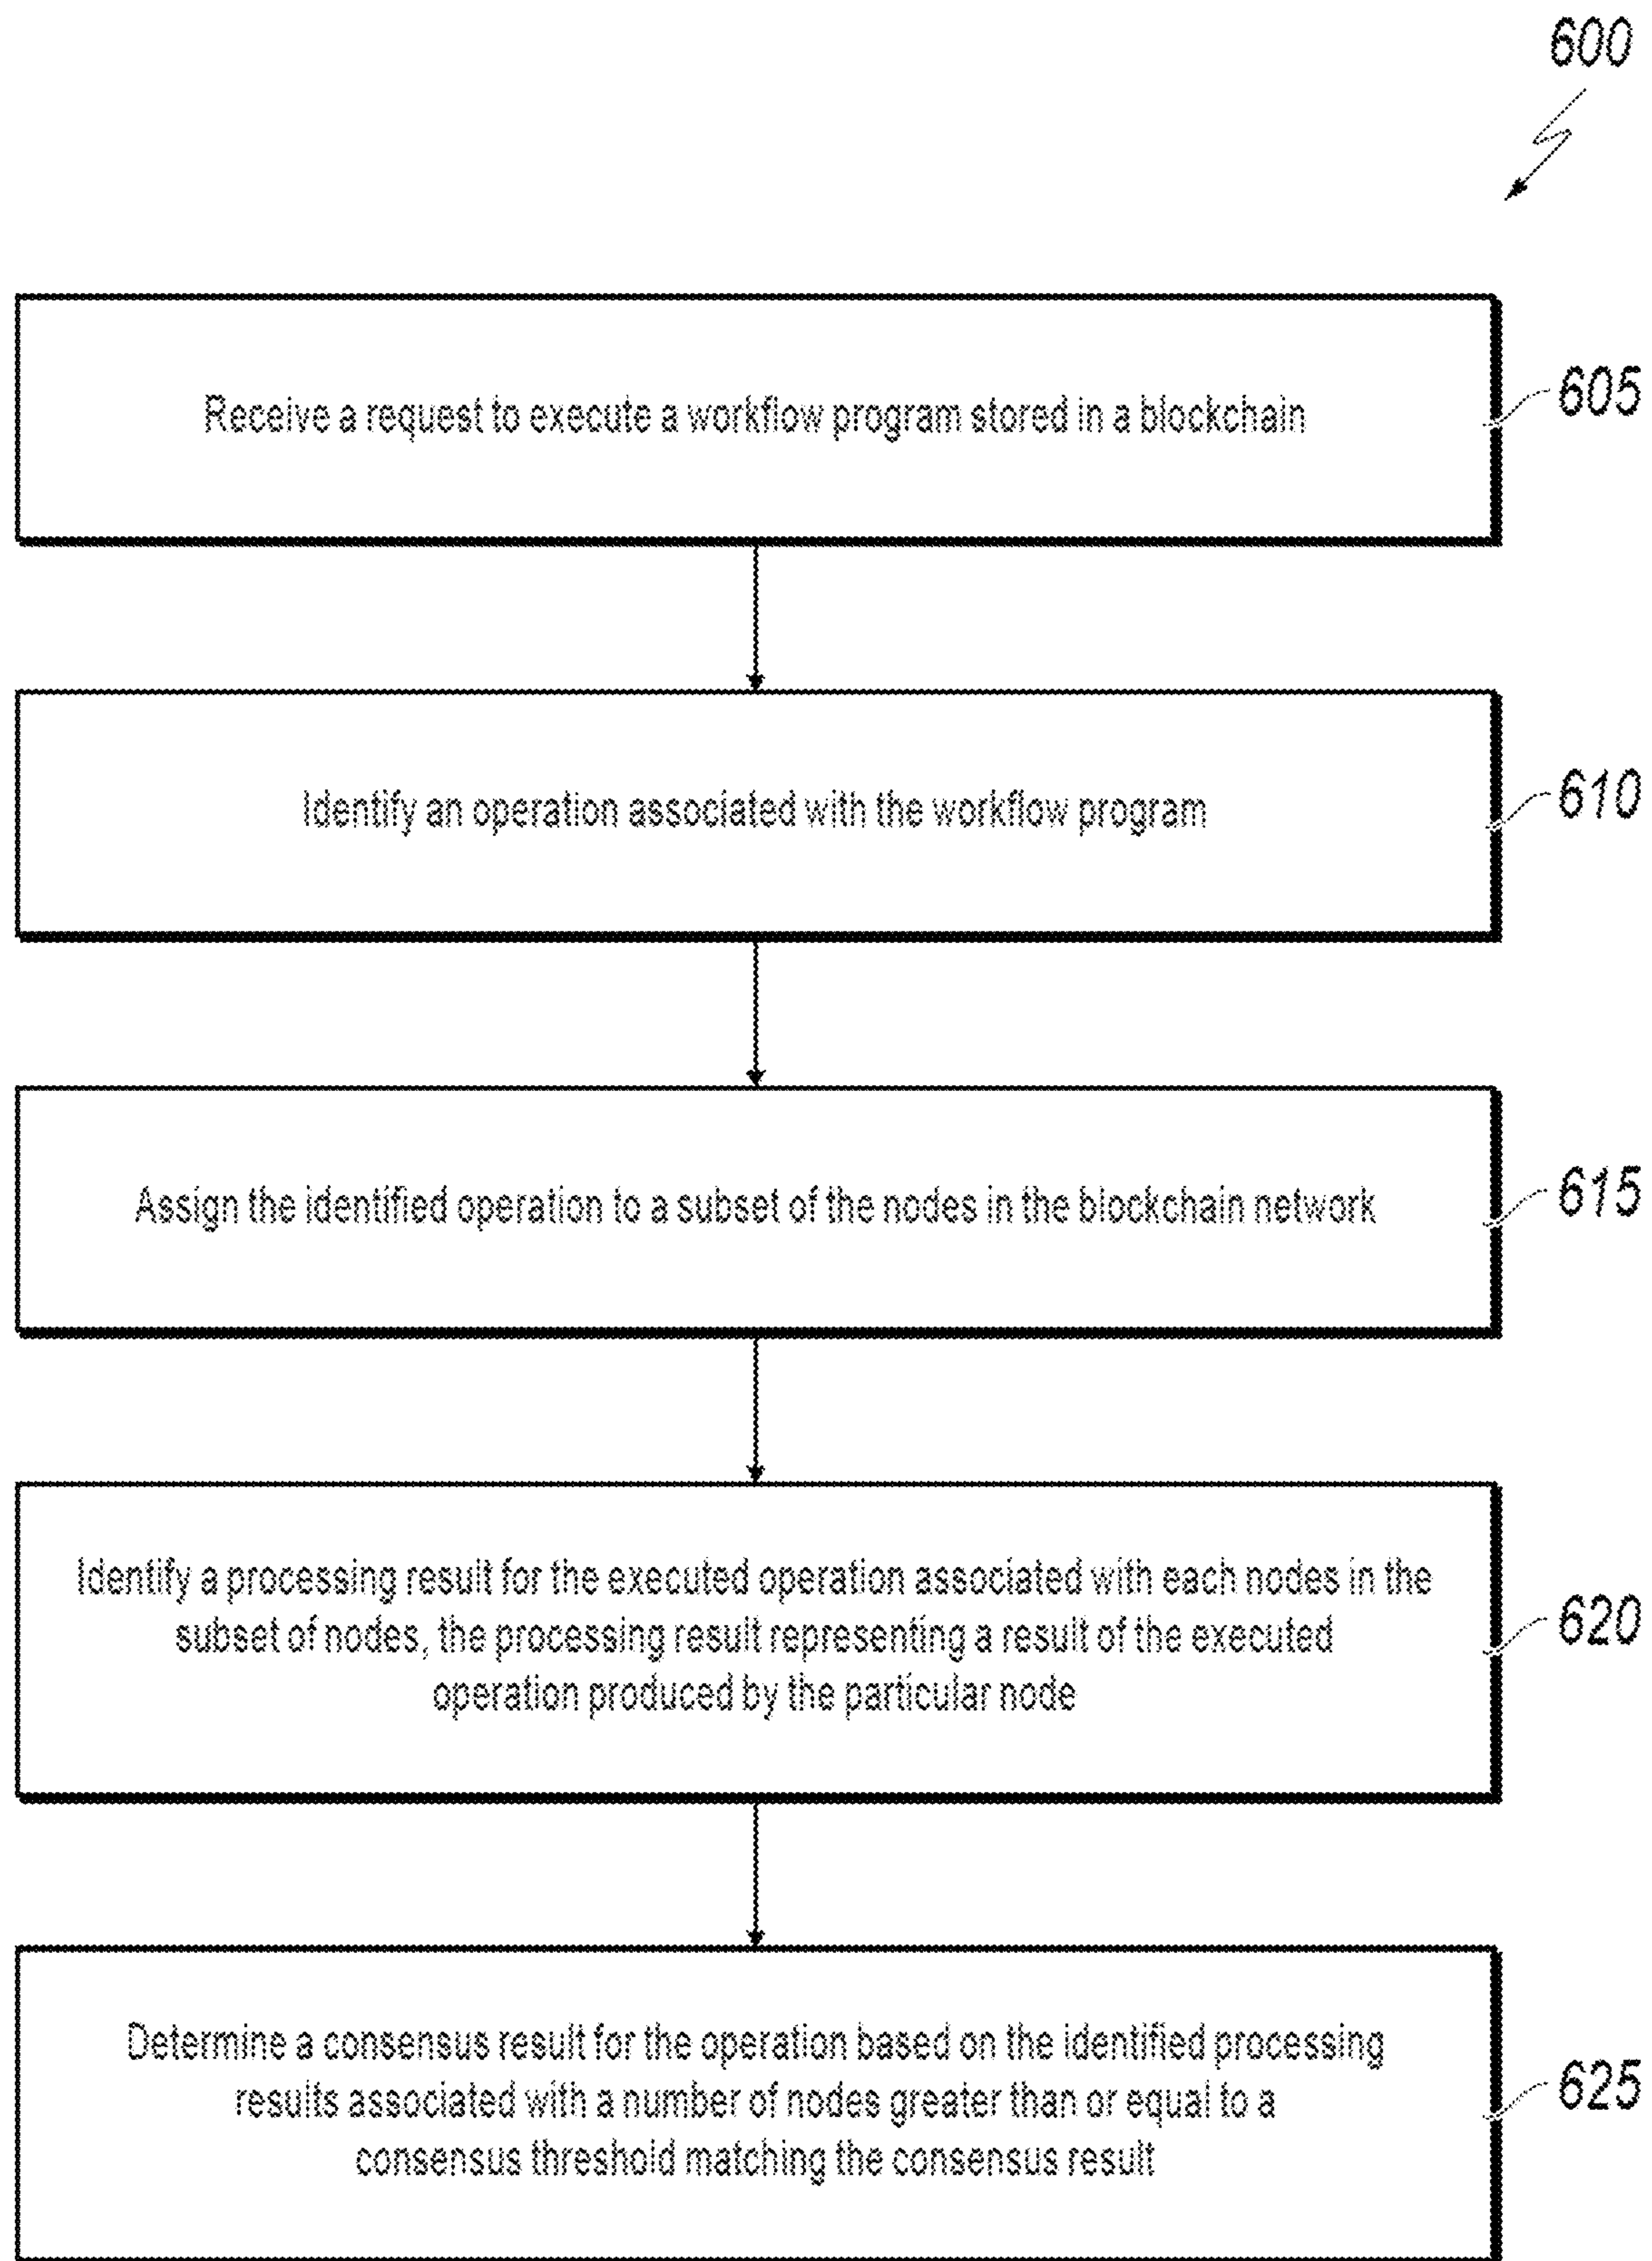 600
Receive a request to execute a workflow program stored in a blockchain
605
Identify an operation associated with the workflow program
610
Assign the identified operation to a subset of the nodes in the blockchain network
615
Identify a processing result for the executed operation associated with each nodes in the
subset of nodes, the processing result representing a result of the executed
operation produced by the particular node
620
Determine a consensus result for the operation based on the identified processing
results associated with a number of nodes greater than or equal to a
consensus threshold matching the consensus result
625